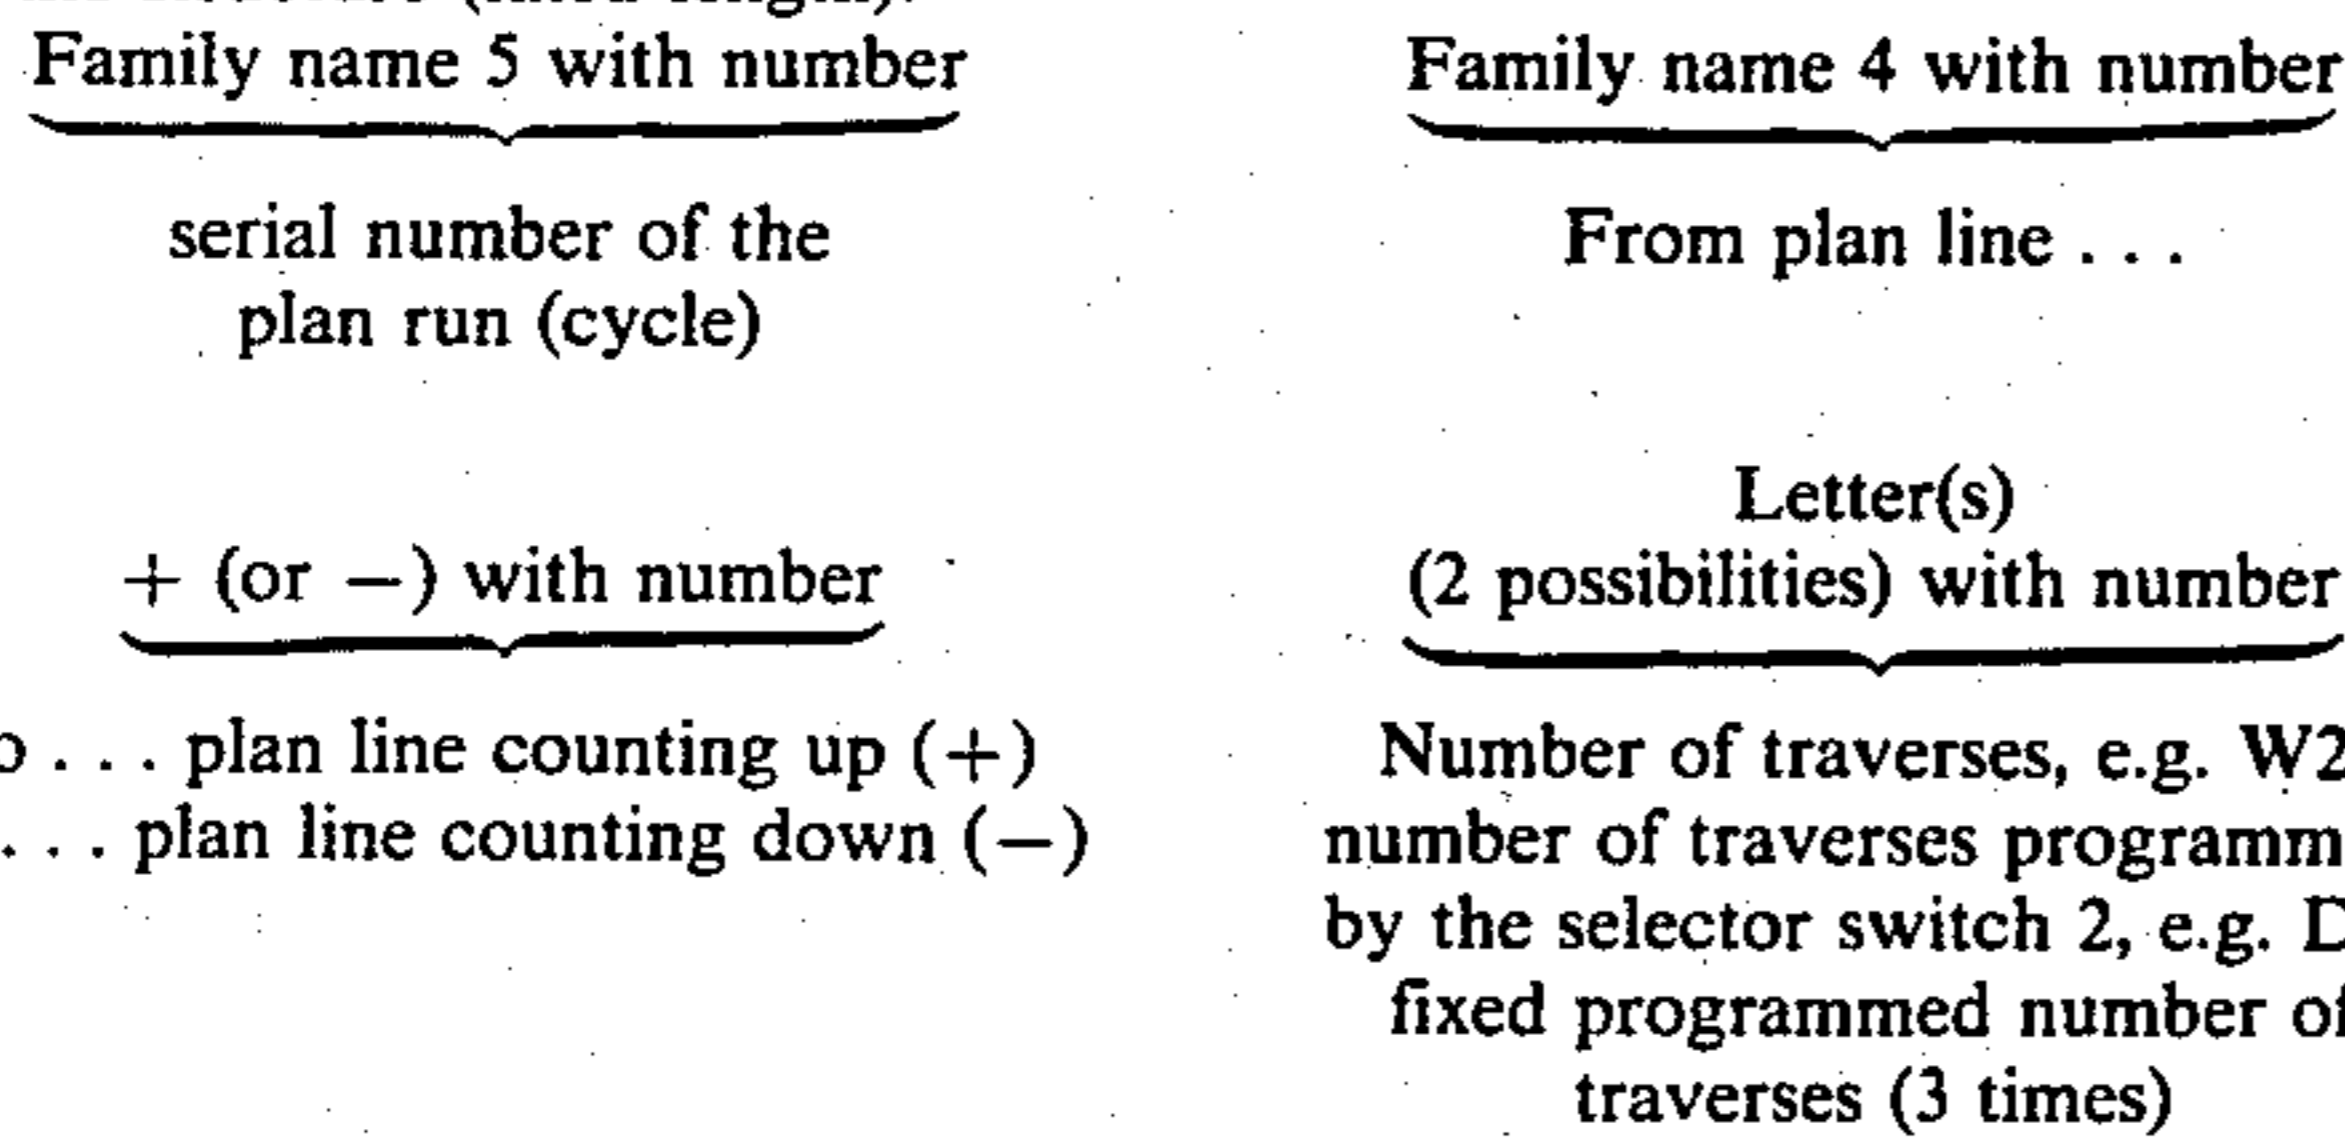 Family name 5 with number
serial number of the
plan run (cycle)
Family name 4 with number
From plan line . . .
+ (or −) with number
. . . plan line counting up (+)
. . . plan line counting down (−)
Letter(s)
(2 possibilities) with number
Number of traverses, e.g. W2
number of traverses
by the selector switch 2, e.g.
fixed programmed number of
traverses (3 times)